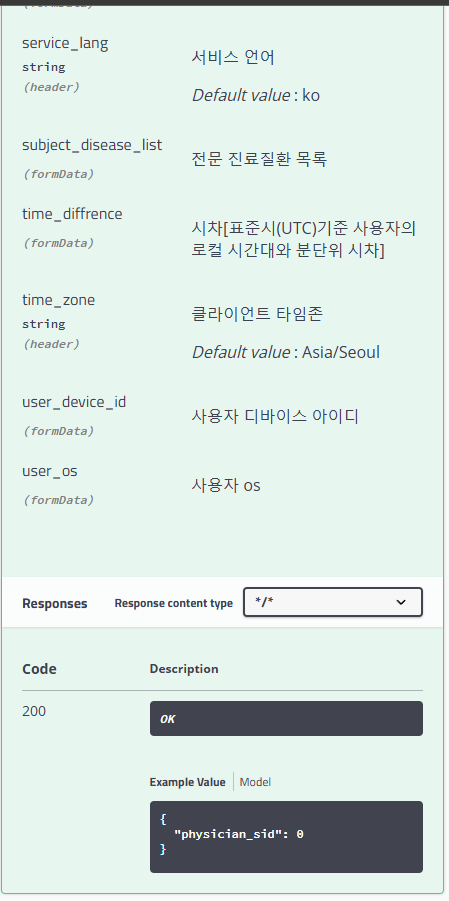 (formData)
service_lang
string
(header)
서비스 언어
Default value : ko
subject_disease_list
(formData)
전문 진료질환 목록
time_diffrence
(formData)
시차[표준시(UTC)기준 사용자의
로컬 시간대와 분단위 시차]
time_zone
string
(header)
클라이언트 타임존
Default value : Asia/Seoul
user_device_id
(formData)
사용자 디바이스 아이디
user_os
(formData)
사용자 os
Responses
Response content type
*/*
Code
Description
200
OK
Example Value
Model
{
"physician_sid": 0
}